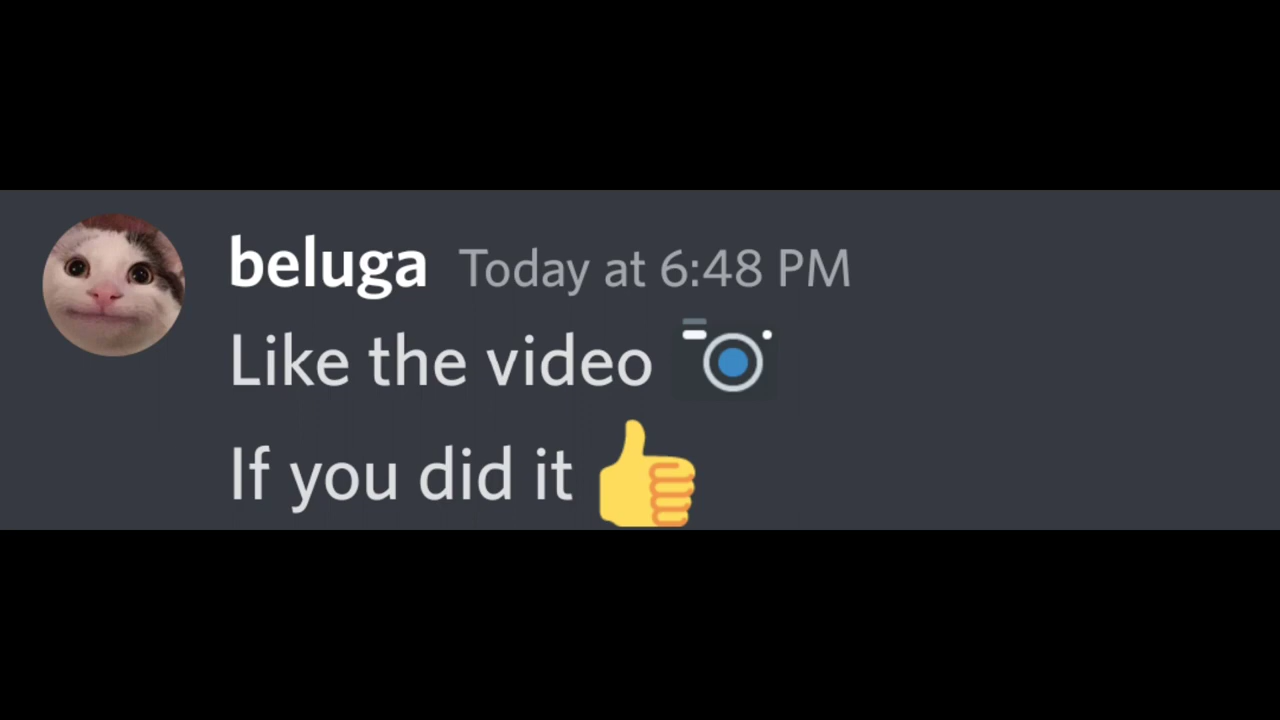 beluga Today at 6:48 PM
Like the video 📷
If you did it 👍